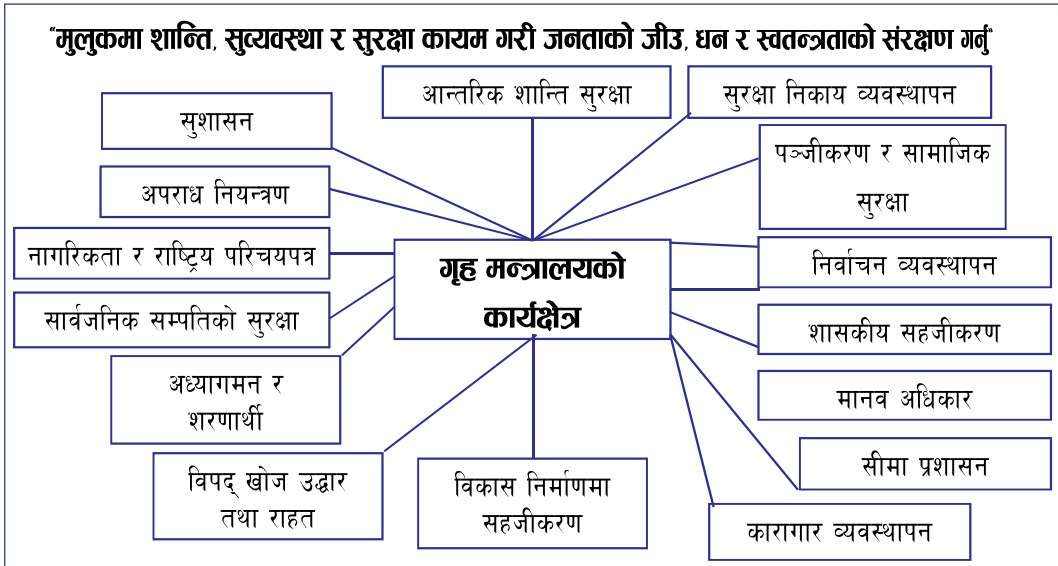 "मुलुकमा शान्ति, सुव्यवस्था र सुरक्षा कायम गरी जनताको जीउ, धन र स्वतन्त्रताको संरक्षण गर्नु"
आन्तरिक शान्ति सुरक्षा
सुरक्षा निकाय व्यवस्थापन
सुशासन
पञ्जीकरण र सामाजिक
सुरक्षा
अपराध नियन्त्रण
नागरिकता र राष्ट्रिय परिचयपत्र
गृह मन्त्रालयको
कार्यक्षेत्र
निर्वाचन व्यवस्थापन
सार्वजनिक सम्पतिको सुरक्षा
शासकीय सहजीकरण
अध्यागमन र
शरणार्थी
मानव अधिकार
विपद् खोज उद्धार
तथा राहत
विकास निर्माणमा
सहजीकरण
सीमा प्रशासन
कारागार व्यवस्थापन